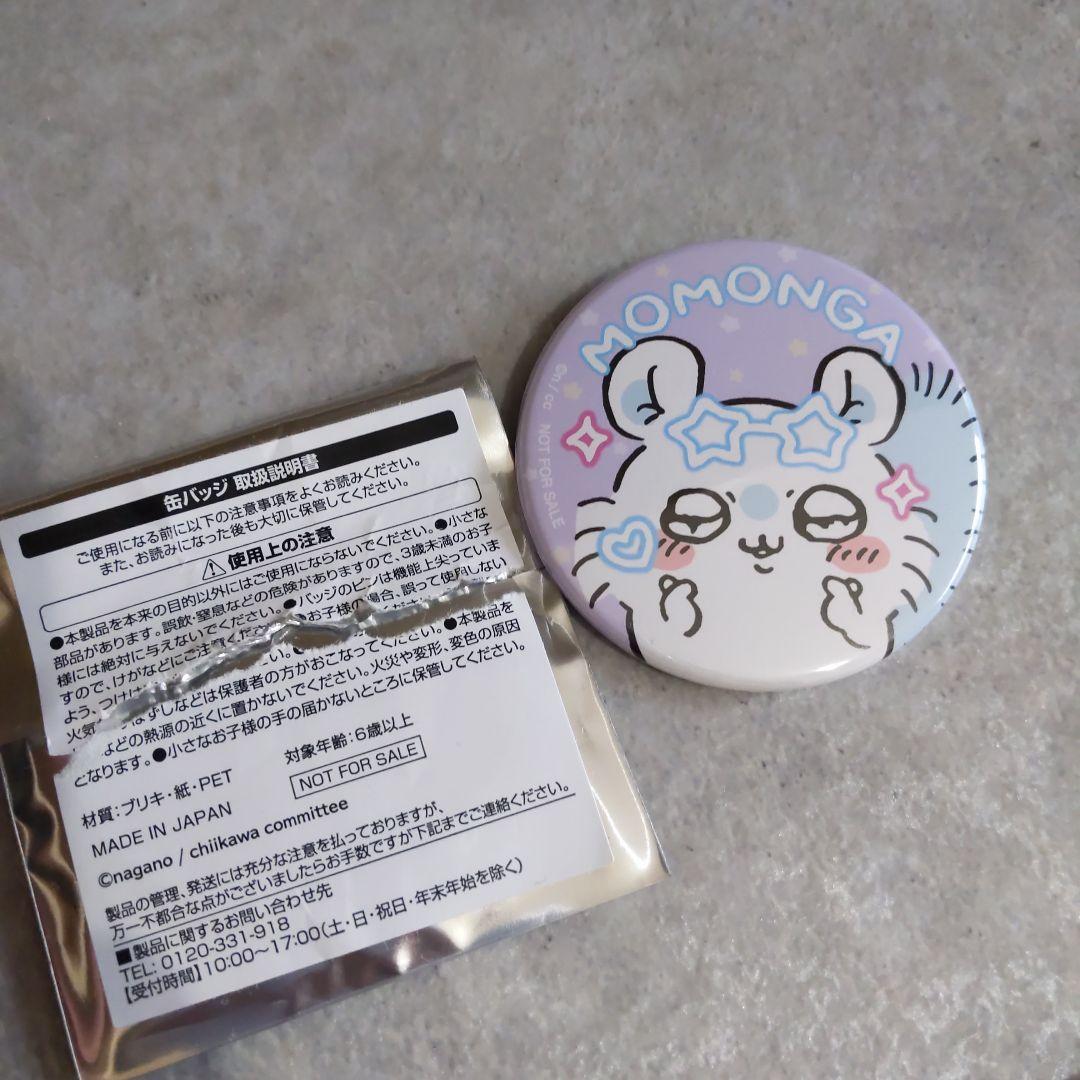 缶バッジ 取扱説明書
ご使用になる前に以下の注意事項をよくお読みください。
また、お読みになった後も大切に保管してください。
使用上の注意
●本製品を本来の目的以外にはご使用にならないでください。●小さな
部品があります。誤飲・窒息などの危険がありますので、3歳未満のお子
様には絶対に与えないでください。●バッジのピンは機能上尖っていま
すので、けがなどにご注意
お子様の場合、誤って使用しない
よう、つけ
はずしなどは保護者の方がおこなってください。●本製品を
火気
などの熱源の近くに置かないでください。火災や変形、変色の原因
となります。●小さなお子様の手の届かないところに保管してください。
材質:ブリキ・紙・PET
対象年齢:6歳以上
MADE IN JAPAN
NOT FOR SALE
©nagano / chiikawa committee
製品の管理、発送には充分な注意を払っておりますが、
万一不都合な点がございましたらお手数ですが下記までご連絡ください。
■製品に関するお問い合わせ先
TEL: 0120-331-918
【受付時間】10:00～17:00(土・日・祝日・年末年始を除く)
MOMONGA
©n / cc NOT FOR SALE